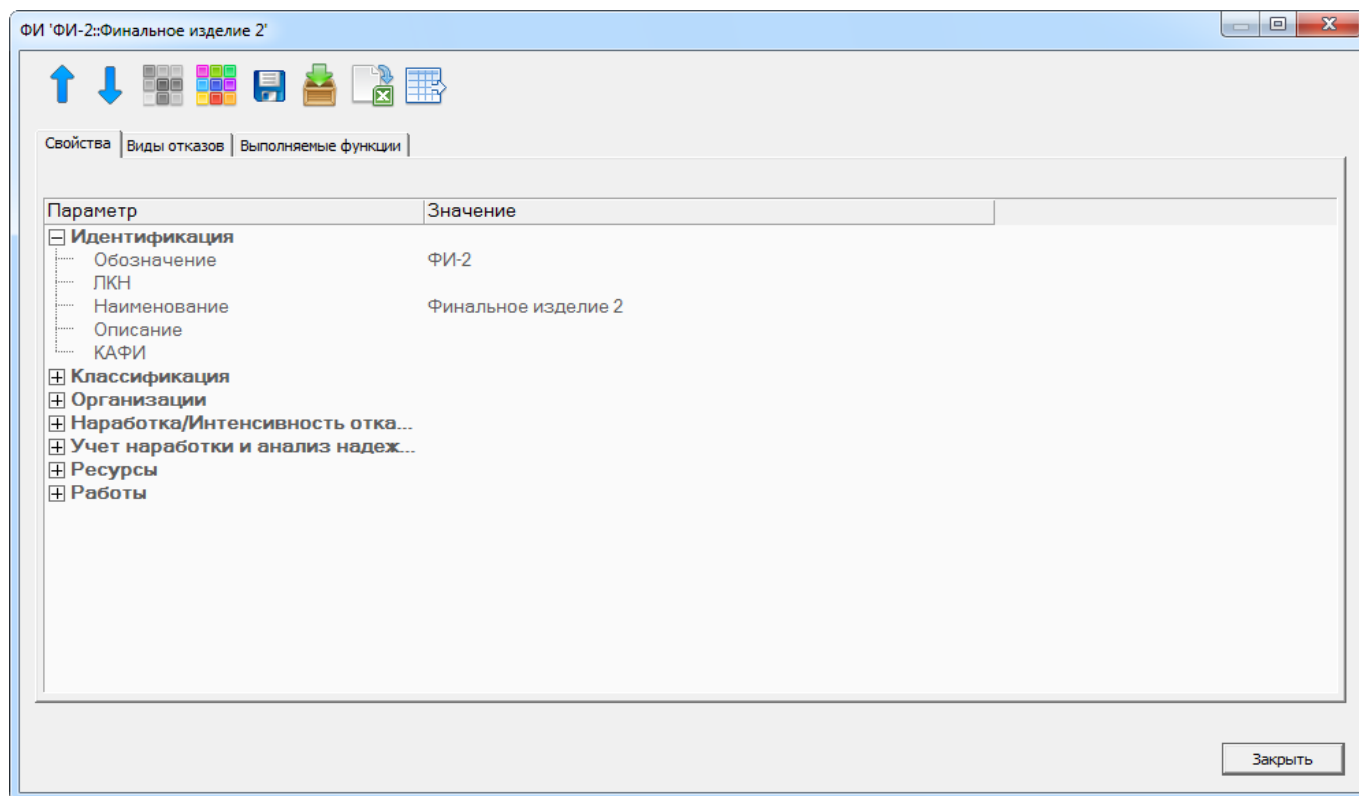 ФИ 'ФИ-2::Финальное изделие 2'
Свойства Виды отказов Выполняемые функции
Параметр Значение
Идентификация
Обозначение ФИ-2
ЛКН
Наименование Финальное изделие 2
Описание
КАФИ
Классификация
Организации
Наработка/Интенсивность отка...
Учет наработки и анализ надеж...
Ресурсы
Работы
Закрыть